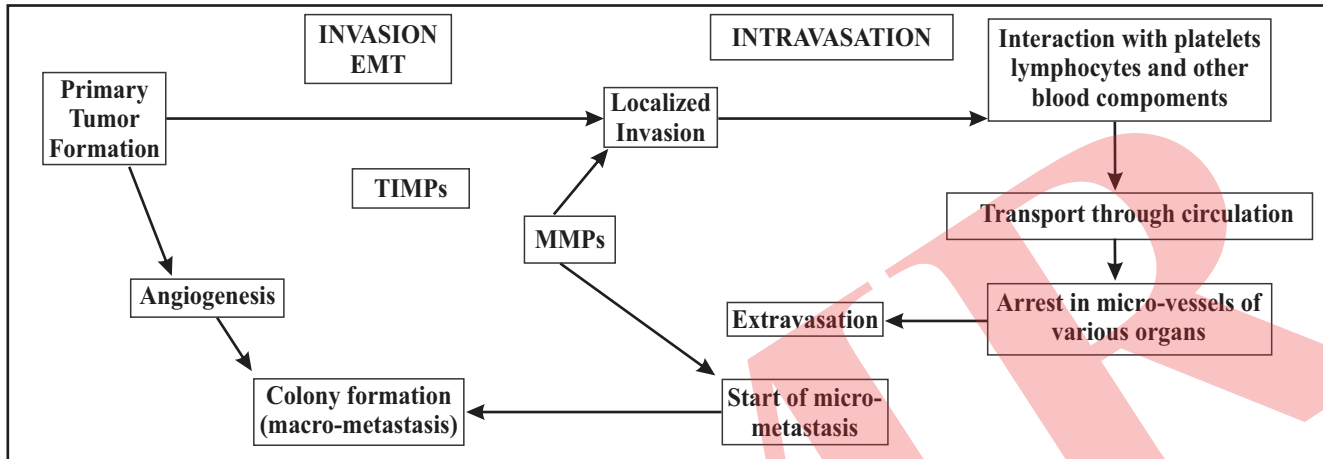 INVASION
EMT
INTRAVASATION
Interaction with platelets
lymphocytes and other
blood compoments
Primary
Tumor
Formation
Localized
Invasion
TIMPs
MMPs
Transport through circulation
Angiogenesis
Extravasation
Arrest in micro-vessels of
various organs
Colony formation
(macro-metastasis)
Start of micro-
metastasis